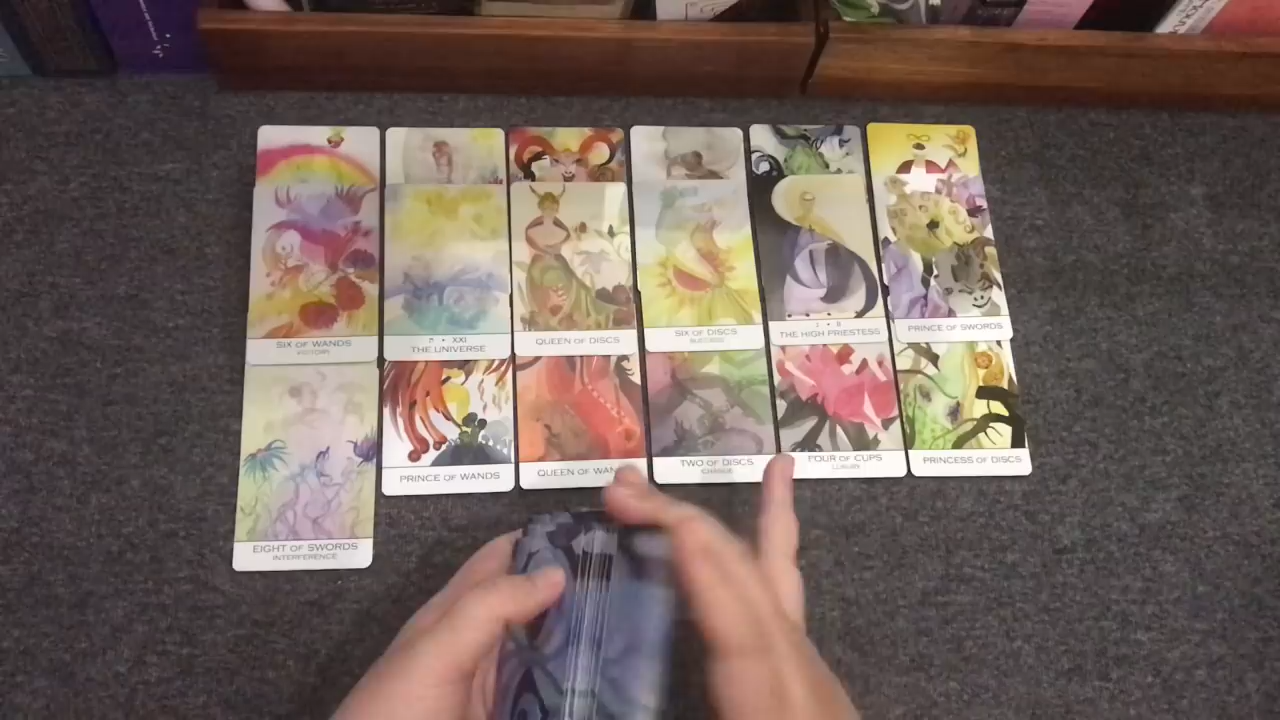 SIX OF WANDS
VICTORY
ת • XXI
THE UNIVERSE
QUEEN OF DISCS
SIX OF DISCS
SUCCESS
THE HIGH PRIESTESS
PRINCE OF SWORDS
PRINCE OF WANDS
QUEEN OF WAN
TWO OF DISCS
CHANGE
FOUR OF CUPS
LUXURY
PRINCESS OF DISCS
EIGHT OF SWORDS
INTERFERENCE